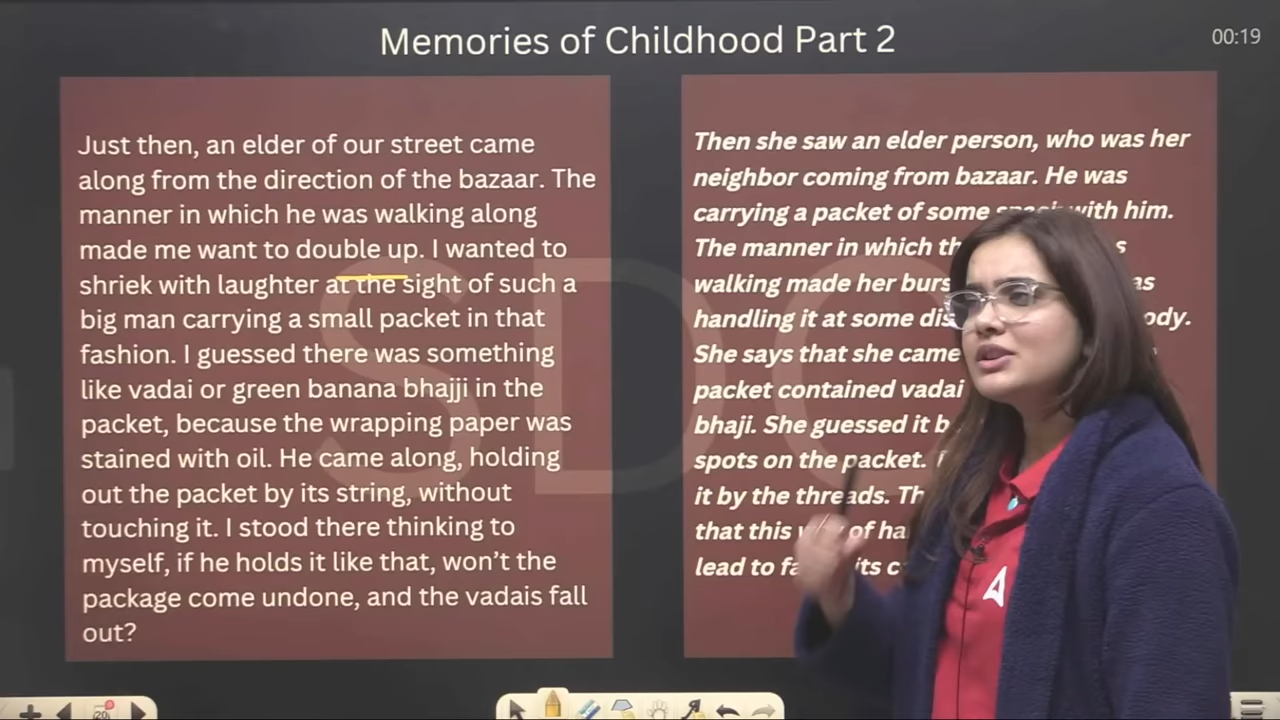 Memories of Childhood Part 2
00:19
Just then, an elder of our street came
along from the direction of the bazaar. The
manner in which he was walking along
made me want to double up. I wanted to
shriek with laughter at the sight of such a
big man carrying a small packet in that
fashion. I guessed there was something
like vadai or green banana bhajji in the
packet, because the wrapping paper was
stained with oil. He came along, holding
out the packet by its string, without
touching it. I stood there thinking to
myself, if he holds it like that, won't the
package come undone, and the vadais fall
out?
Then she saw an elder person, who was her
neighbor coming from bazaar. He was
carrying a packet of some with him.
The manner in which
walking made her
handling it at some
She says that she came
packet contained vadai
bhaji. She guessed it
spots on the packet.
it by the threads.
that this of
lead to its
SDC
20